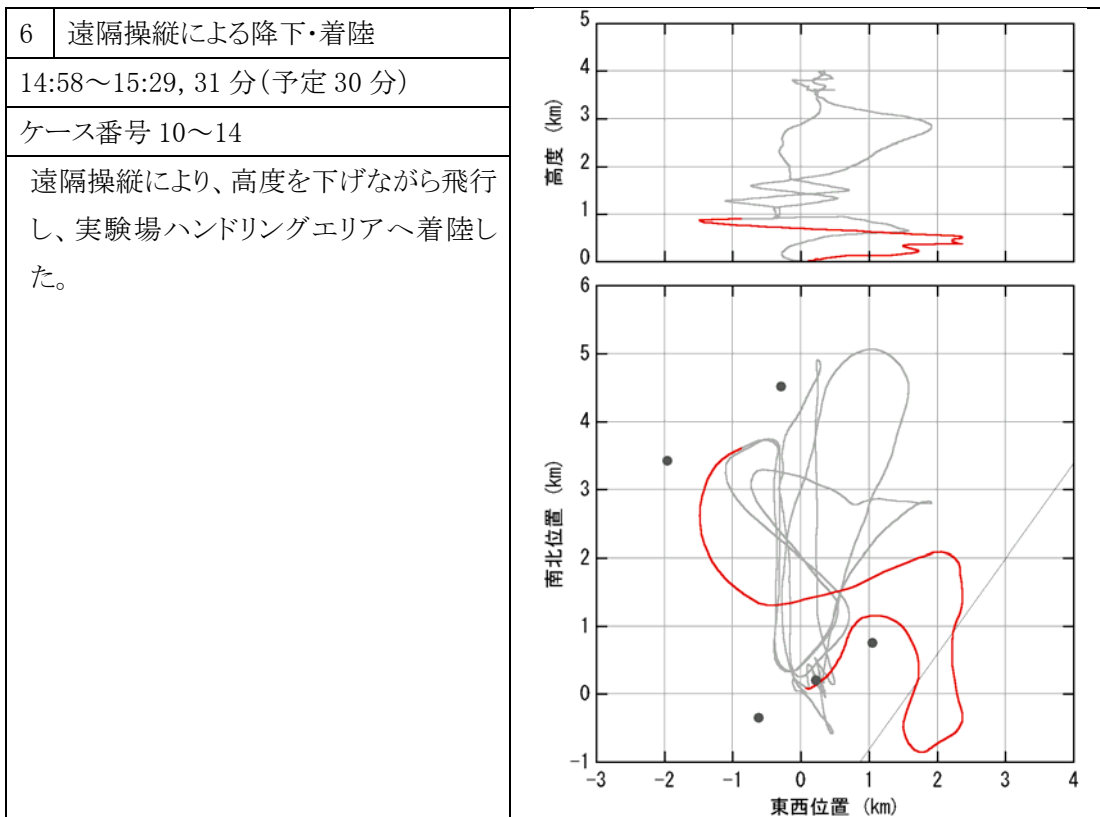 6 遠隔操縦による降下・着陸
14:58～15:29, 31 分(予定 30 分)
ケース番号 10～14
遠隔操縦により、高度を下げながら飛行
し、実験場ハンドリングエリアへ着陸し
た。
5
4
3
2
1
0
高度 (km)
6
5
4
3
2
1
0
-1
南北位置 (km)
-3 -2 -1 0 1 2 3 4
東西位置 (km)